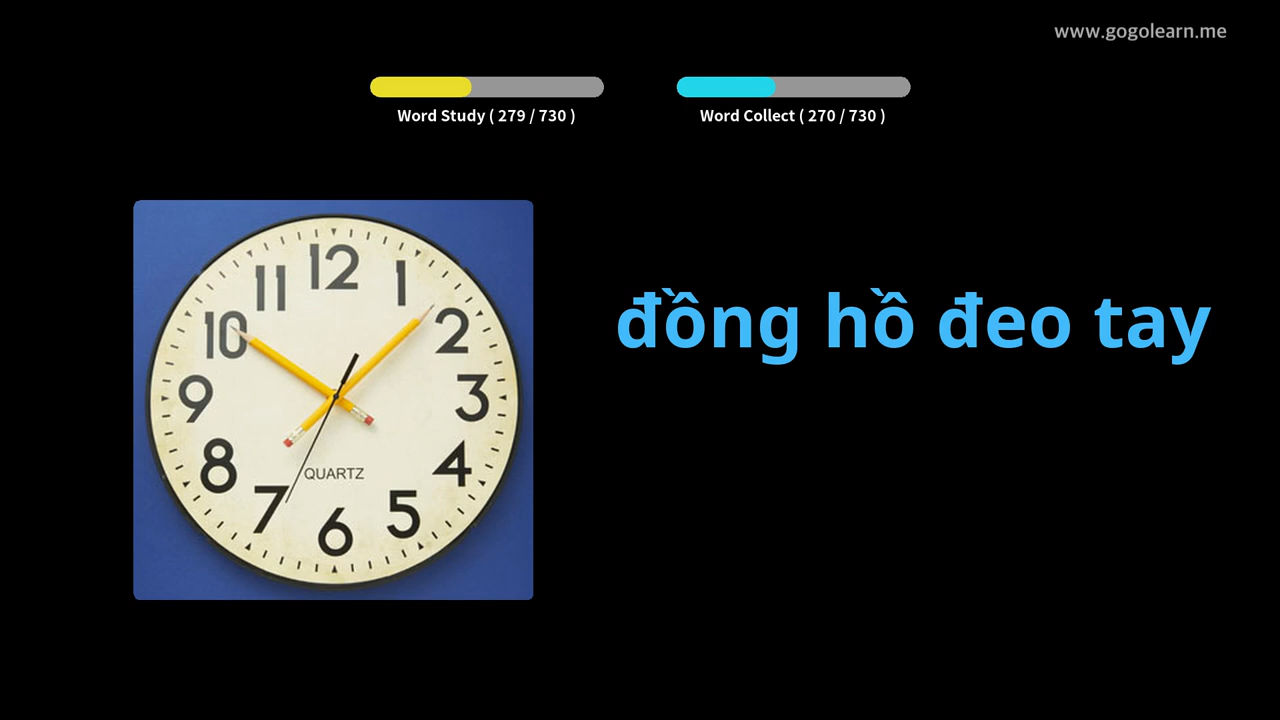 www.gogolearn.me
Word Study ( 279 / 730 )
Word Collect ( 270 / 730 )
12
11
1
10
2
9
3
8
4
QUARTZ
7
5
6
đồng hồ đeo tay